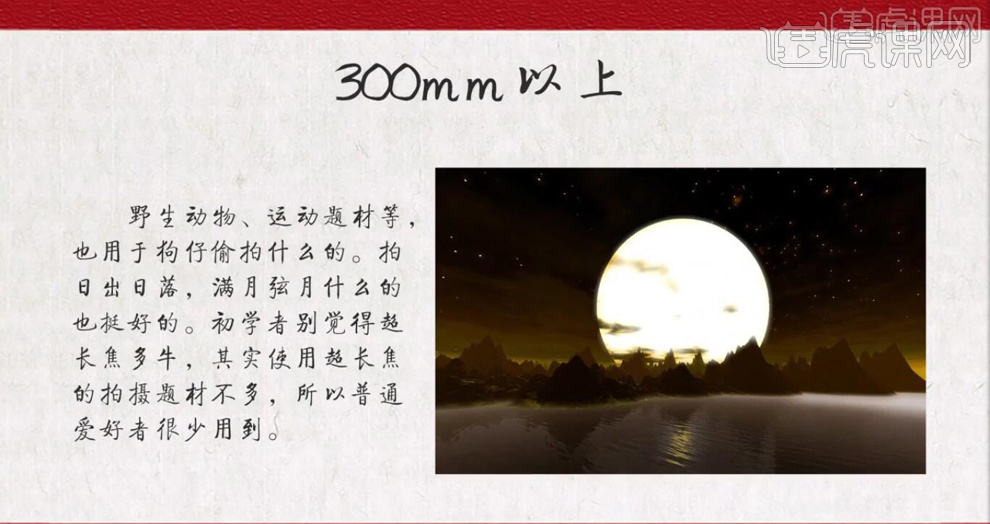 虎课网
300mm以上
野生动物、运动题材等，
也用于狗仔偷拍什么的。拍
日出日落，满月弦月什么的
也挺好的。初学者别觉得超
长焦多牛，其实使用超长焦
的拍摄题材不多，所以普通
爱好者很少用到。